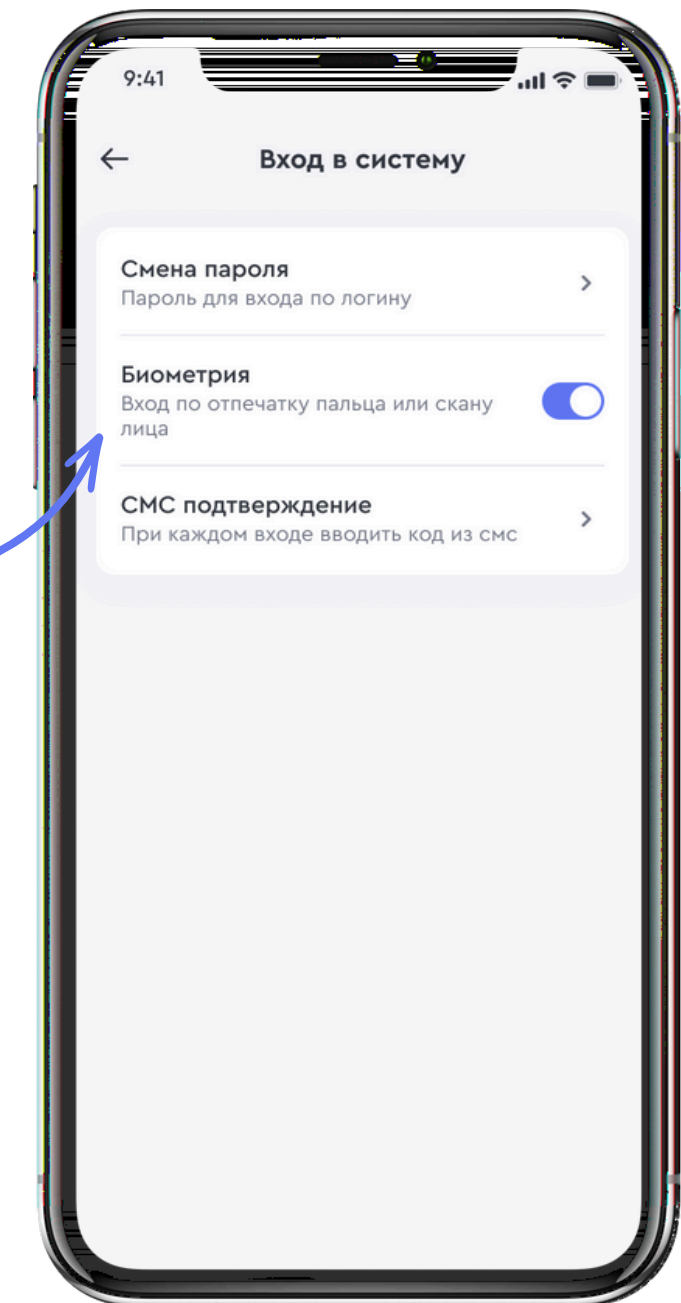 9:41
Вход в систему
Смена пароля
Пароль для входа по логину
Биометрия
Вход по отпечатку пальца или скану
лица
СМС подтверждение
При каждом входе вводить код из смс